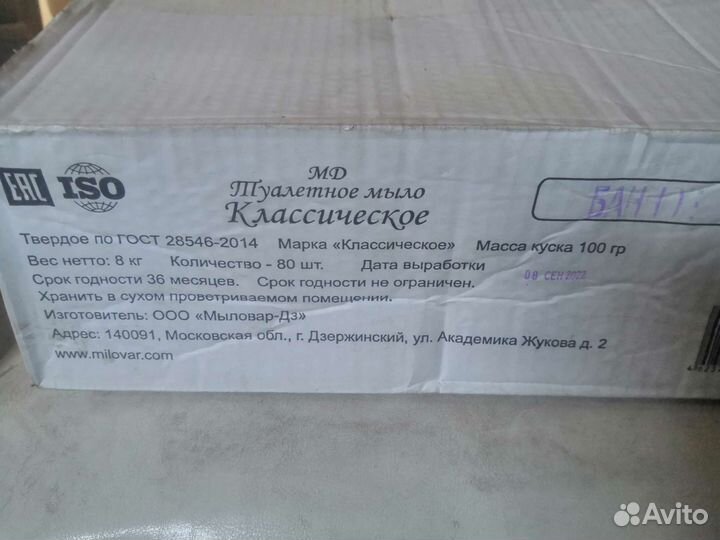 EAC ISO
МД
Туалетное мыло
Классическое
Твердое по ГОСТ 28546-2014 Марка «Классическое» Масса куска 100 гр
Вес нетто: 8 кг Количество - 80 шт. Дата выработки 08 СЕН 2022
Срок годности 36 месяцев. Срок годности не ограничен.
Хранить в сухом проветриваемом помещении.
Изготовитель: ООО «Мыловар-Дз»
Адрес: 140091, Московская обл., г. Дзержинский, ул. Академика Жукова д. 2
www.milovar.com
Avito